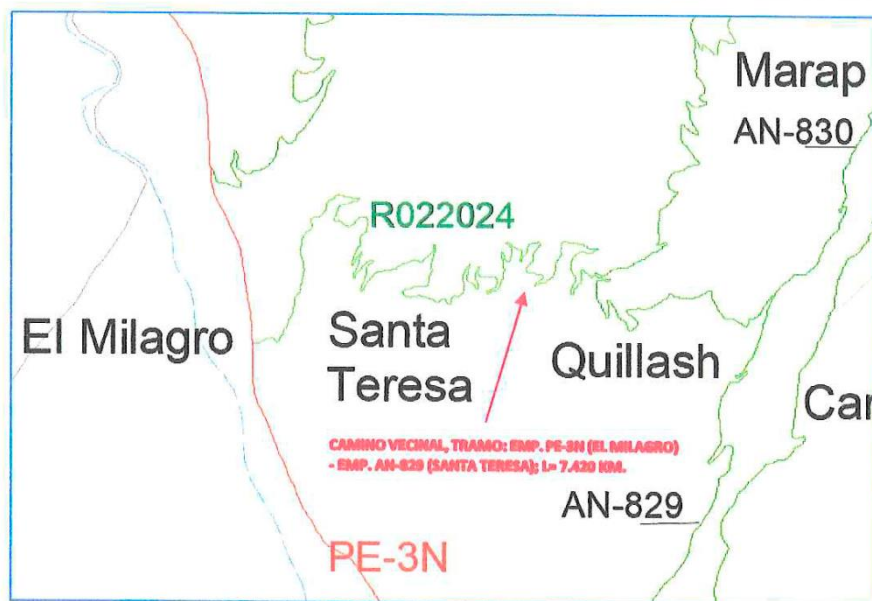 Marap
AN-830
R022024
El Milagro
Santa
Teresa
Quillash
Car
CAMINO VECINAL, TRAMO: EMP. PE-3N (EL MILAGRO)
- EMP. AN-829 (SANTA TERESA); L= 7.420 KM.
AN-829
PE-3N